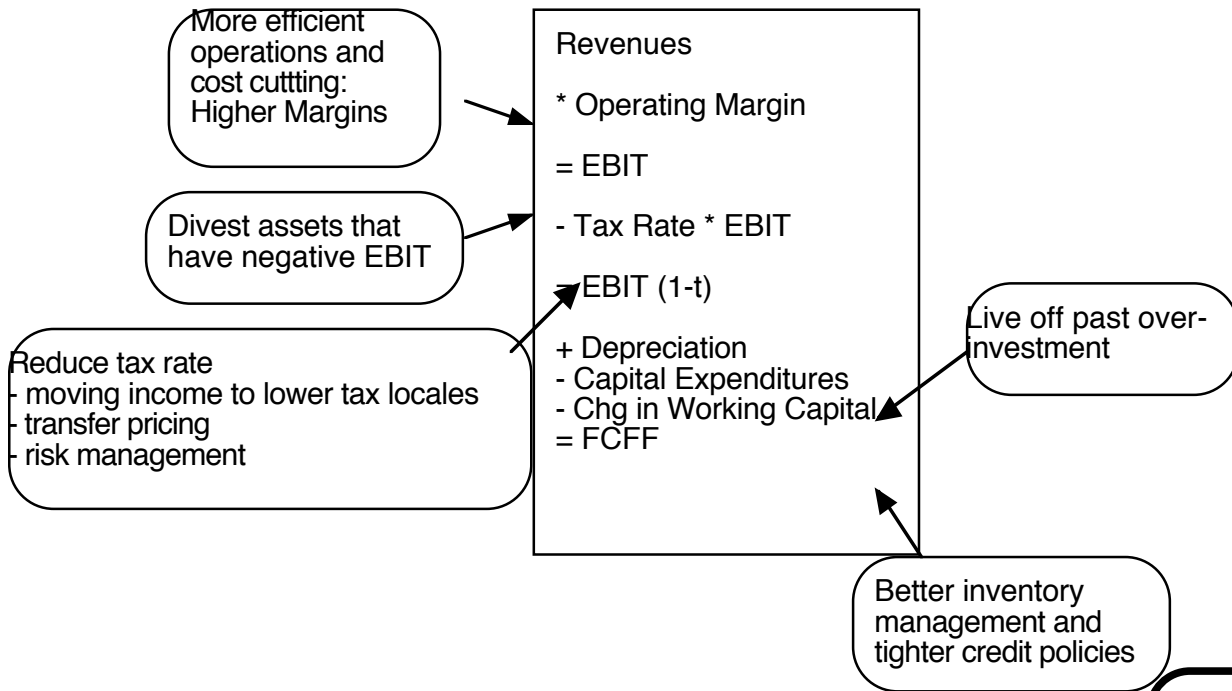 More efficient
operations and
cost cuttting:
Higher Margins
Divest assets that
have negative EBIT
Reduce tax rate
- moving income to lower tax locales
- transfer pricing
- risk management
Revenues
* Operating Margin
= EBIT
- Tax Rate * EBIT
= EBIT (1-t)
+ Depreciation
- Capital Expenditures
- Chg in Working Capital
= FCFF
Live off past over-
investment
Better inventory
management and
tighter credit policies